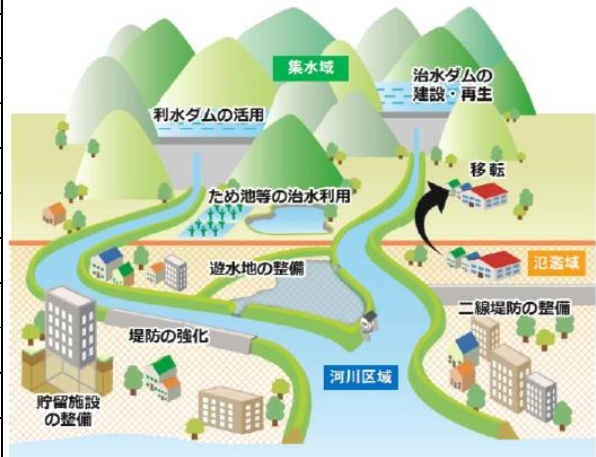 集水域
治水ダムの
建設・再生
利水ダムの活用
移転
ため池等の治水利用
氾濫域
遊水地の整備
二線堤防の整備
堤防の強化
河川区域
貯留施設
の整備